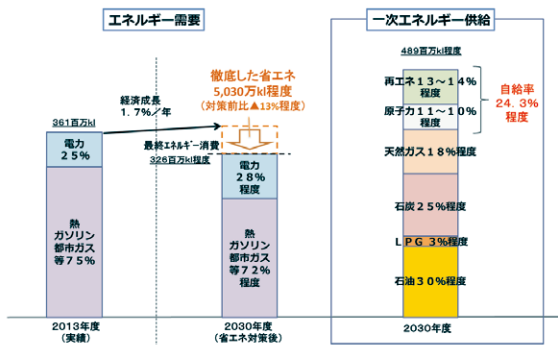 エネルギー需要
一次エネルギー供給
徹底した省エネ
5,030万kl程度
(対策前比▲13%程度)
経済成長
1.7%/年
361百万kl
電力
25%
熱
ガソリン
都市ガス
等75%
2013年度
(実績)
最終エネルギー消費
326百万kl程度
電力
28%
程度
熱
ガソリン
都市ガス
等72%
程度
2030年度
(省エネ対策後)
489百万kl程度
再エネ13~14%
程度
原子力11~10%
程度
天然ガス18%程度
石炭25%程度
LPG 3%程度
石油30%程度
2030年度
自給率
24.3%
程度